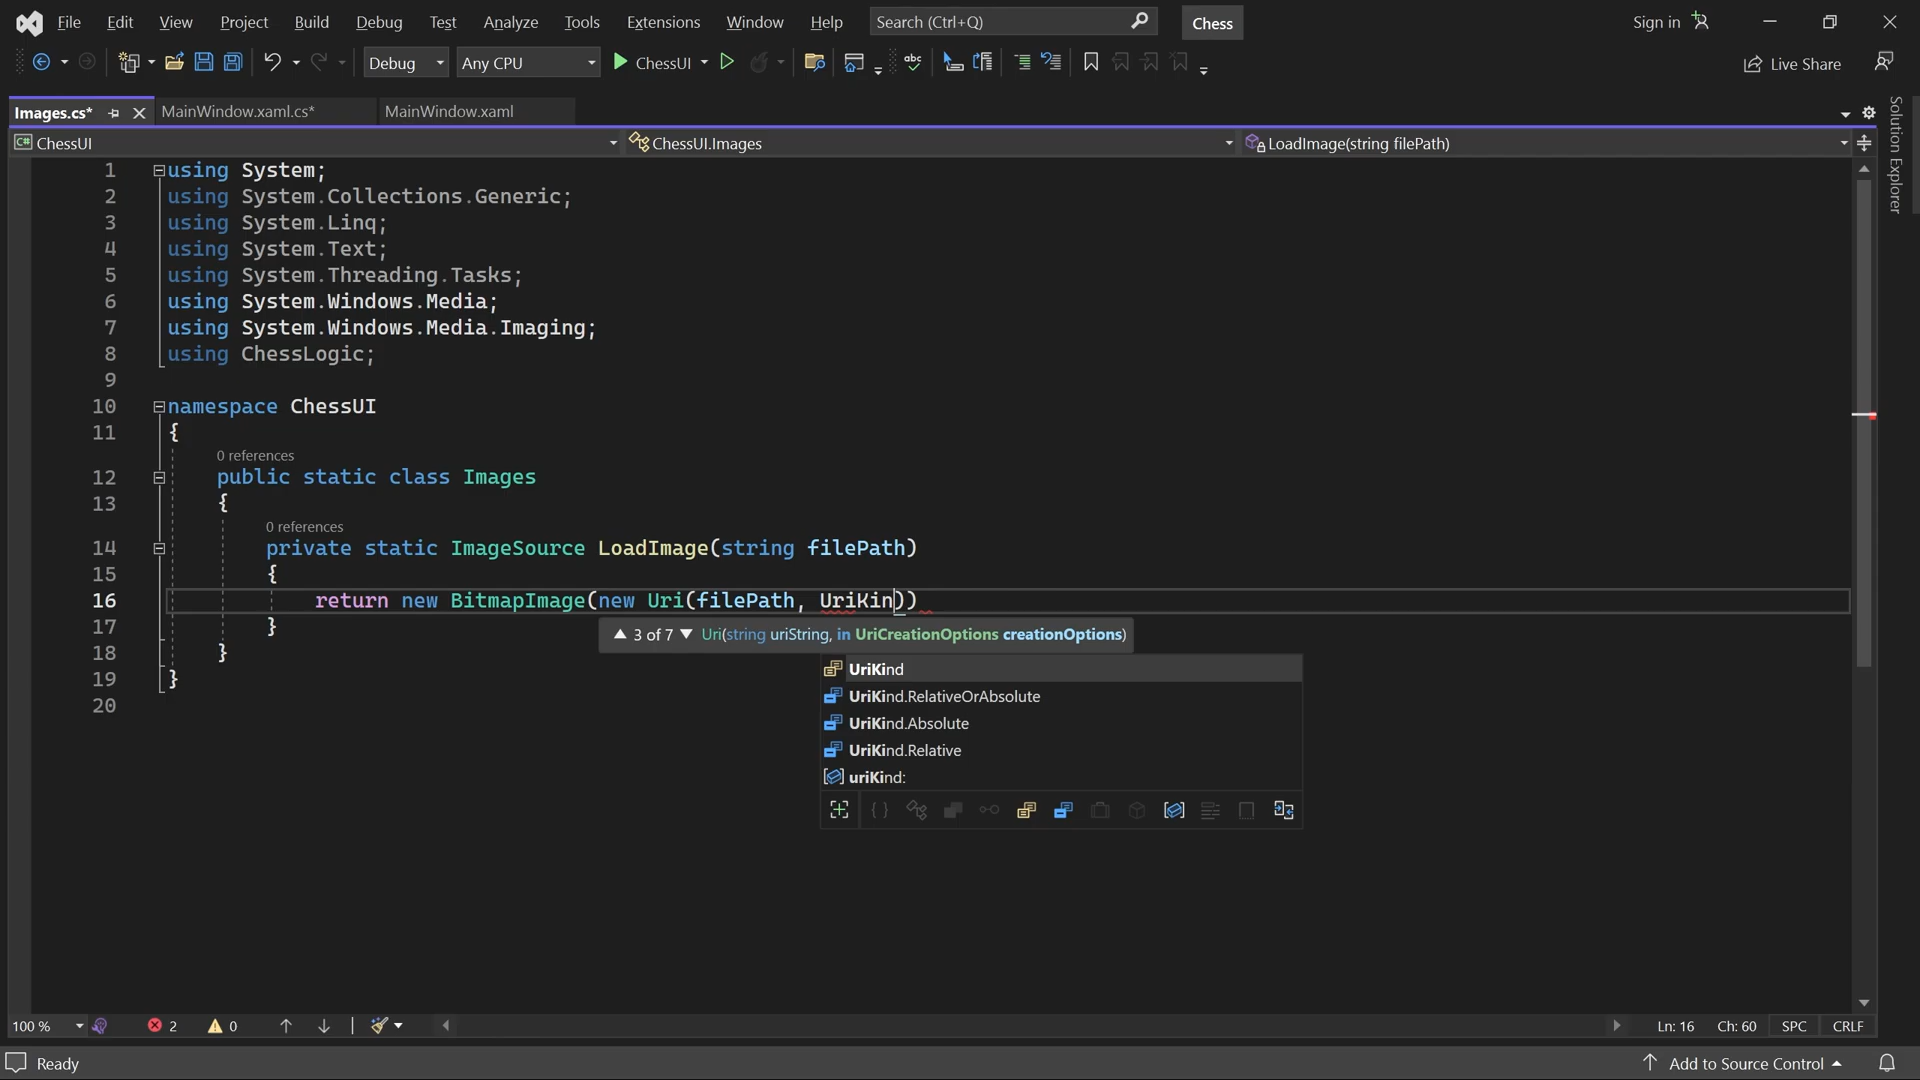 File Edit View Project Build Debug Test Analyze Tools Extensions Window Help Search (Ctrl+Q) Chess Sign in
Debug Any CPU ChessUI Live Share
Images.cs* MainWindow.xaml.cs* MainWindow.xaml
C# ChessUI ChessUI.Images LoadImage(string filePath)
Solution Explorer
1 using System;
2 using System.Collections.Generic;
3 using System.Linq;
4 using System.Text;
5 using System.Threading.Tasks;
6 using System.Windows.Media;
7 using System.Windows.Media.Imaging;
8 using ChessLogic;
9
10 namespace ChessUI
11 {
0 references
12 public static class Images
13 {
0 references
14 private static ImageSource LoadImage(string filePath)
15 {
16 return new BitmapImage(new Uri(filePath, UriKin))
17 }
18 }
19 }
20
▲ 3 of 7 ▼ Uri(string uriString, in UriCreationOptions creationOptions)
UriKind
UriKind.RelativeOrAbsolute
UriKind.Absolute
UriKind.Relative
uriKind:
100 % 2 0 Ln: 16 Ch: 60 SPC CRLF
Ready Add to Source Control